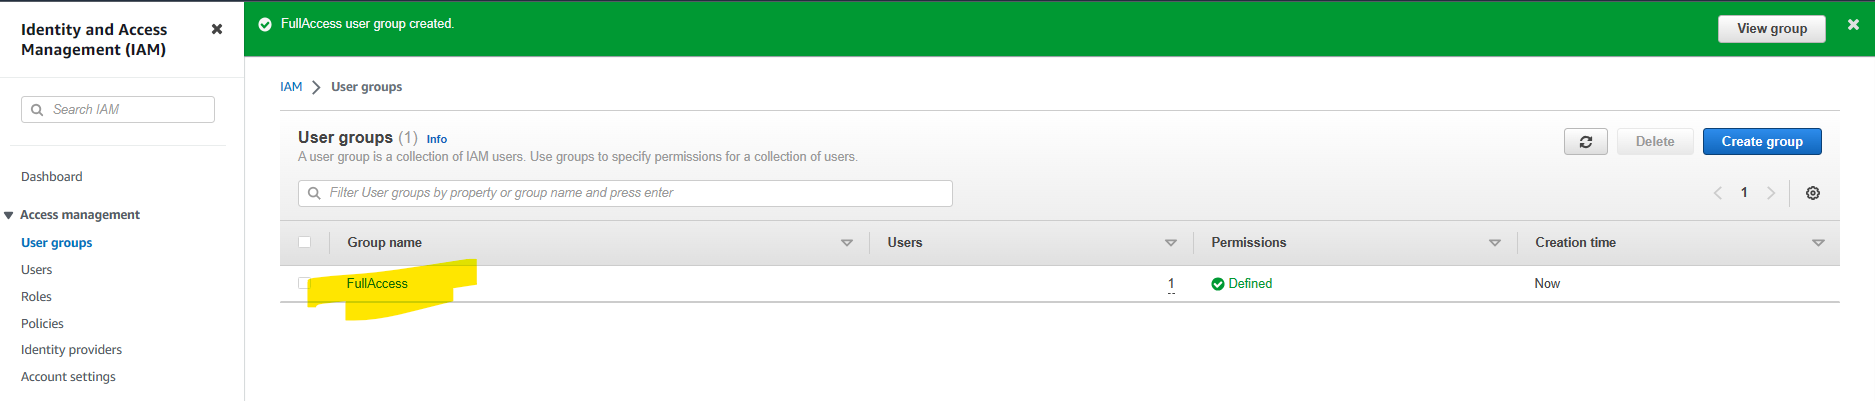 Identity and Access
Management (IAM)
Search IAM
Dashboard
Access management
User groups
Users
Roles
Policies
Identity providers
Account settings
FullAccess user group created.
View group
IAM > User groups
User groups (1) Info
A user group is a collection of IAM users. Use groups to specify permissions for a collection of users.
Delete
Create group
Filter User groups by property or group name and press enter
1
Group name Users Permissions Creation time
FullAccess 1 Defined Now